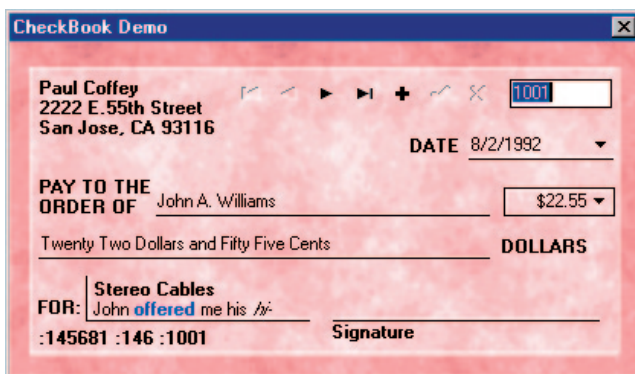 CheckBook Demo
Paul Coffey
2222 E.55th Street
San Jose, CA 93116
1001
DATE 8/2/1992
PAY TO THE
ORDER OF John A. Williams $22.55
Twenty Two Dollars and Fifty Five Cents DOLLARS
Stereo Cables
FOR: John offered me his
:145681 :146 :1001 Signature